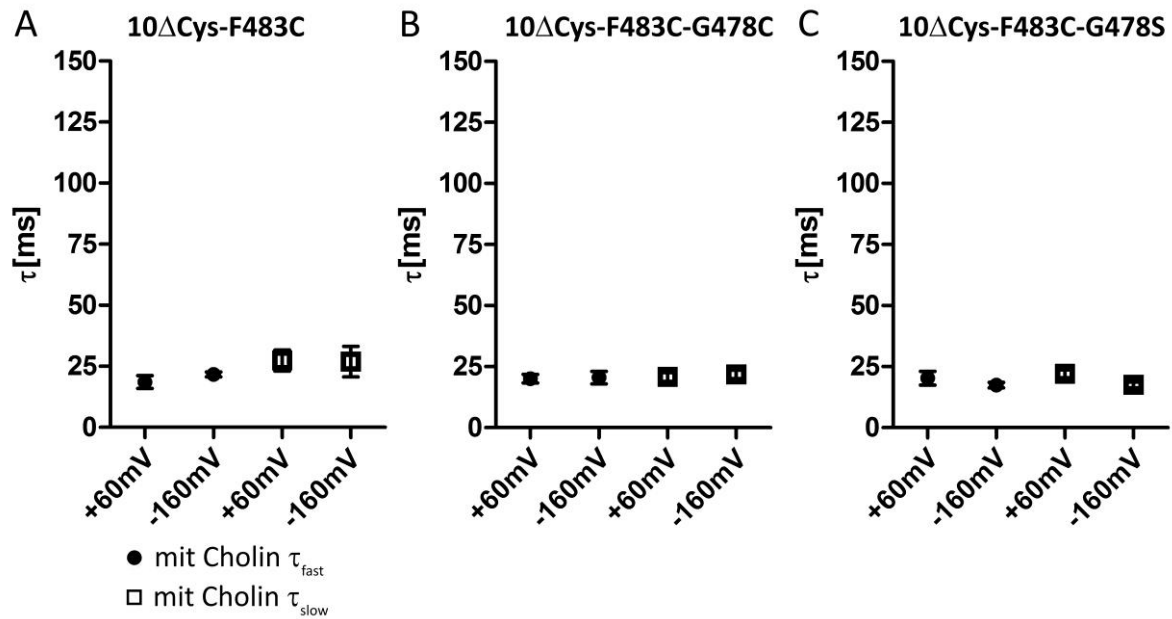 A 10ΔCys-F483C
150
125
100
75
50
25
0
τ[ms]
+60mV
-160mV
+60mV
-160mV
B 10ΔCys-F483C-G478C
150
125
100
75
50
25
0
τ[ms]
+60mV
-160mV
+60mV
-160mV
C 10ΔCys-F483C-G478S
150
125
100
75
50
25
0
τ[ms]
+60mV
-160mV
+60mV
-160mV
● mit Cholin τfast
□ mit Cholin τslow